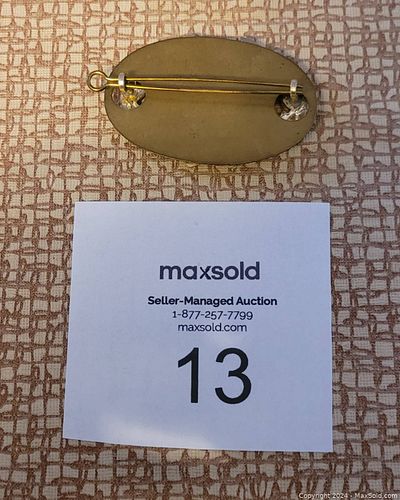 maxsold
Seller-Managed Auction
1-877-257-7799
maxsold.com
13
Copyright 2024 - MaxSold.com